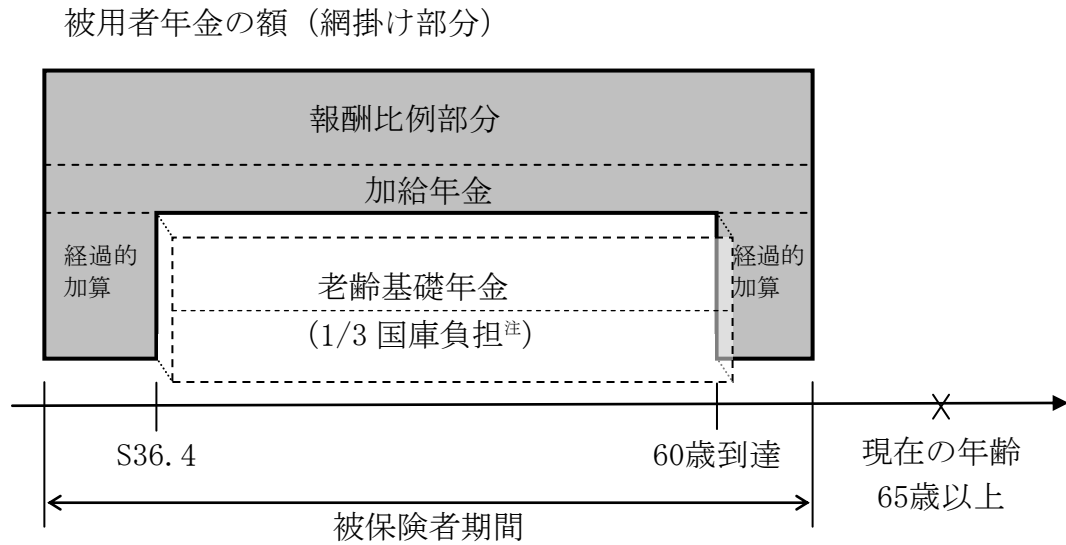 被用者年金の額（網掛け部分）
報酬比例部分
加給年金
経過的
加算
老齢基礎年金
(1/3 国庫負担注)
経過的
加算
S36.4
60歳到達
現在の年齢
65歳以上
被保険者期間